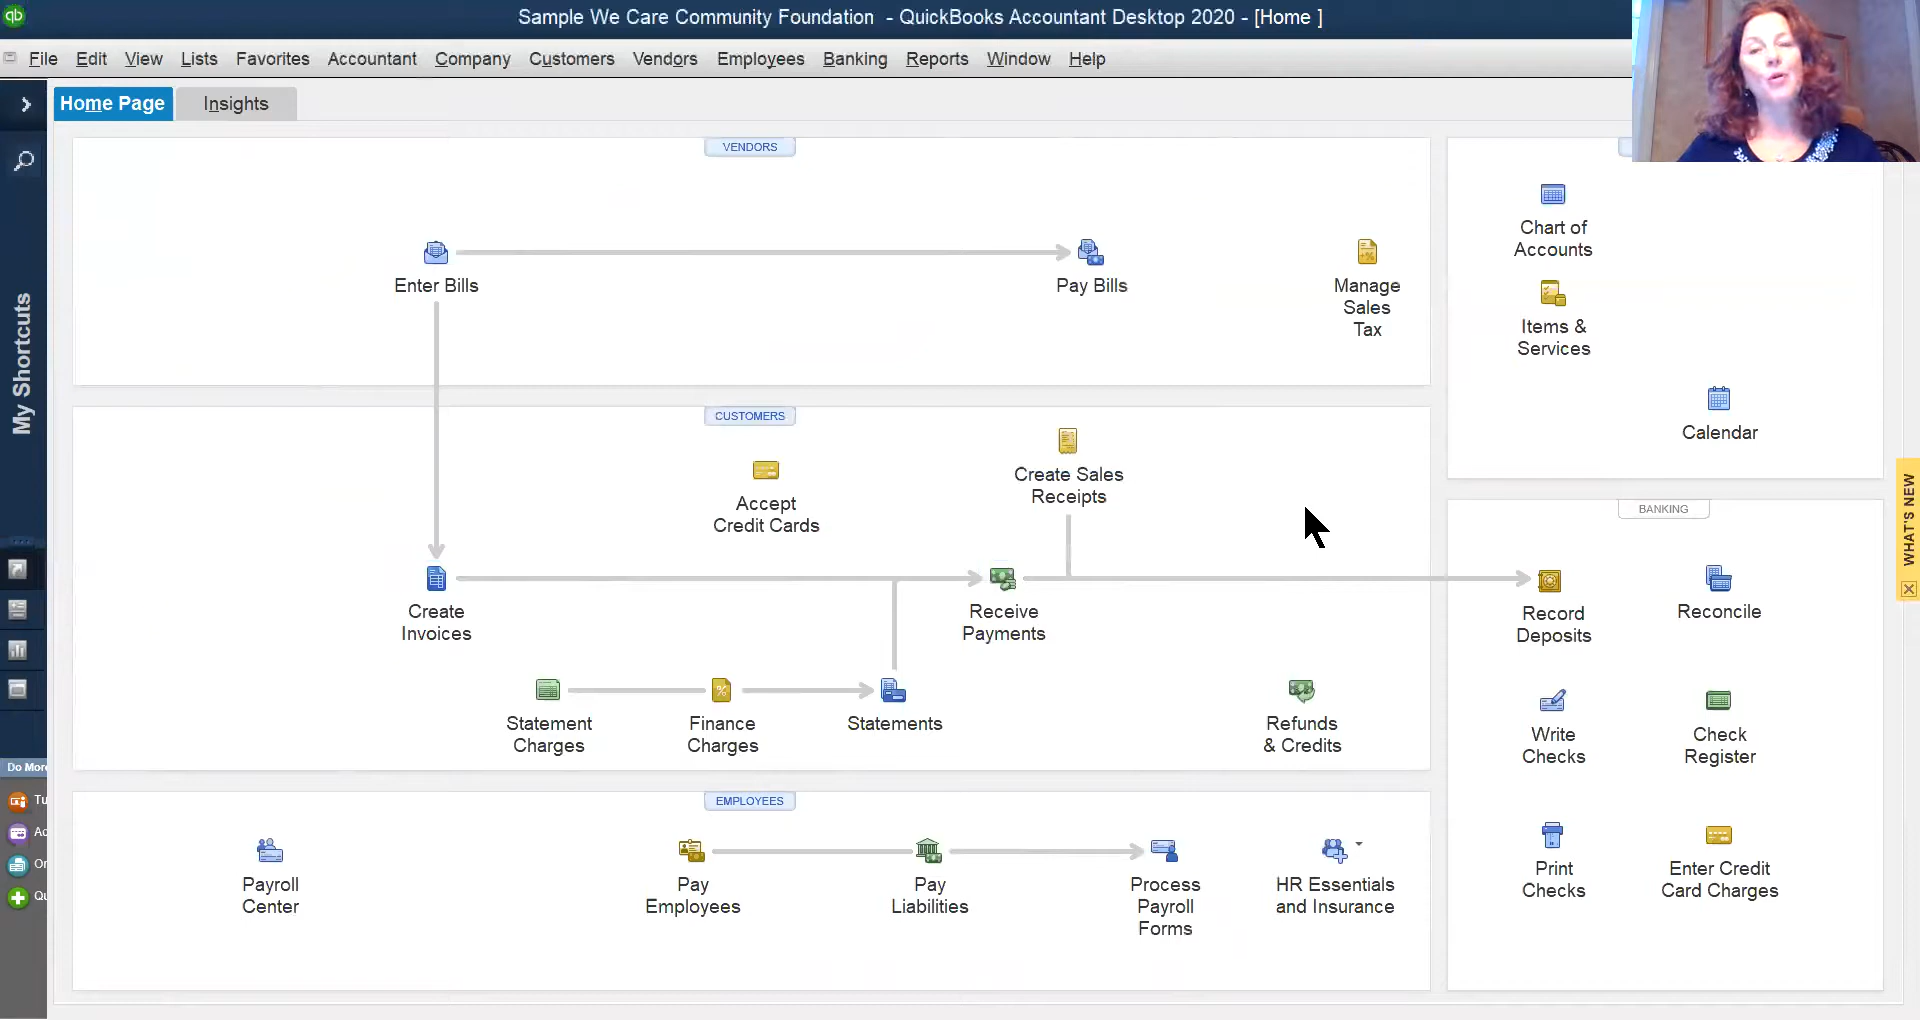 qb
Sample We Care Community Foundation - QuickBooks Accountant Desktop 2020 - [Home ]
File Edit View Lists Favorites Accountant Company Customers Vendors Employees Banking Reports Window Help
Home Page Insights
VENDORS
Enter Bills
Pay Bills
Manage
Sales
Tax
Chart of
Accounts
Items &
Services
Calendar
My Shortcuts
CUSTOMERS
Accept
Credit Cards
Create Sales
Receipts
Create
Invoices
Receive
Payments
Statement
Charges
Finance
Charges
Statements
Refunds
& Credits
WHAT'S NEW
BANKING
Record
Deposits
Reconcile
Write
Checks
Check
Register
Print
Checks
Enter Credit
Card Charges
Do More
Tu
Ac
Or
Qu
EMPLOYEES
Payroll
Center
Pay
Employees
Pay
Liabilities
Process
Payroll
Forms
HR Essentials
and Insurance